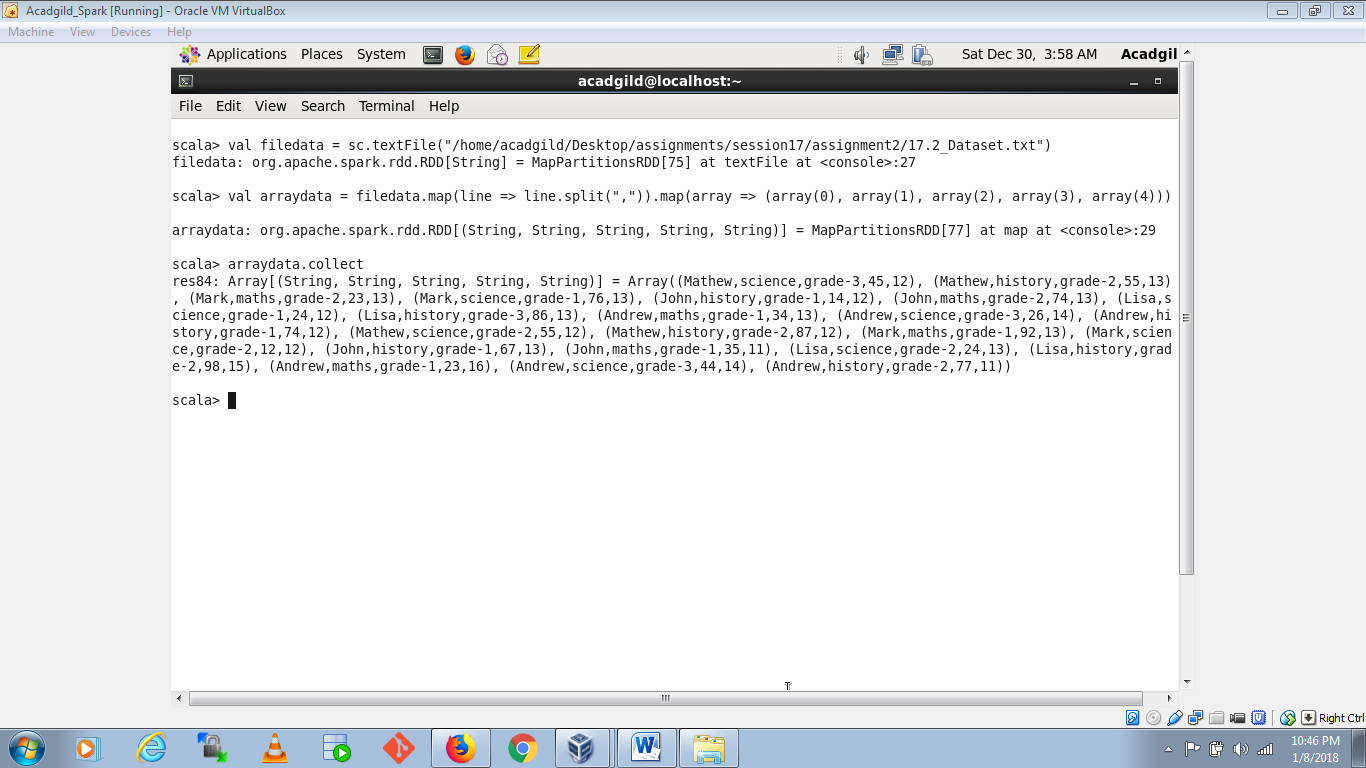 Acadgild_Spark [Running] - Oracle VM VirtualBox
Machine View Devices Help
Applications Places System Sat Dec 30, 3:58 AM Acadgil
acadgild@localhost:~
File Edit View Search Terminal Help
scala> val filedata = sc.textFile("/home/acadgild/Desktop/assignments/session17/assignment2/17.2_Dataset.txt")
filedata: org.apache.spark.rdd.RDD[String] = MapPartitionsRDD[75] at textFile at <console>:27
scala> val arraydata = filedata.map(line => line.split(",")).map(array => (array(0), array(1), array(2), array(3), array(4)))
arraydata: org.apache.spark.rdd.RDD[(String, String, String, String, String)] = MapPartitionsRDD[77] at map at <console>:29
scala> arraydata.collect
res84: Array[(String, String, String, String, String)] = Array((Mathew,science,grade-3,45,12), (Mathew,history,grade-2,55,13)
, (Mark,maths,grade-2,23,13), (Mark,science,grade-1,76,13), (John,history,grade-1,14,12), (John,maths,grade-2,74,13), (Lisa,s
cience,grade-1,24,12), (Lisa,history,grade-3,86,13), (Andrew,maths,grade-1,34,13), (Andrew,science,grade-3,26,14), (Andrew,hi
story,grade-1,74,12), (Mathew,science,grade-2,55,12), (Mathew,history,grade-2,87,12), (Mark,maths,grade-1,92,13), (Mark,scien
ce,grade-2,12,12), (John,history,grade-1,67,13), (John,maths,grade-1,35,11), (Lisa,science,grade-2,24,13), (Lisa,history,grad
e-2,98,15), (Andrew,maths,grade-1,23,16), (Andrew,science,grade-3,44,14), (Andrew,history,grade-2,77,11))
scala>
Right Ctrl
10:46 PM
1/8/2018